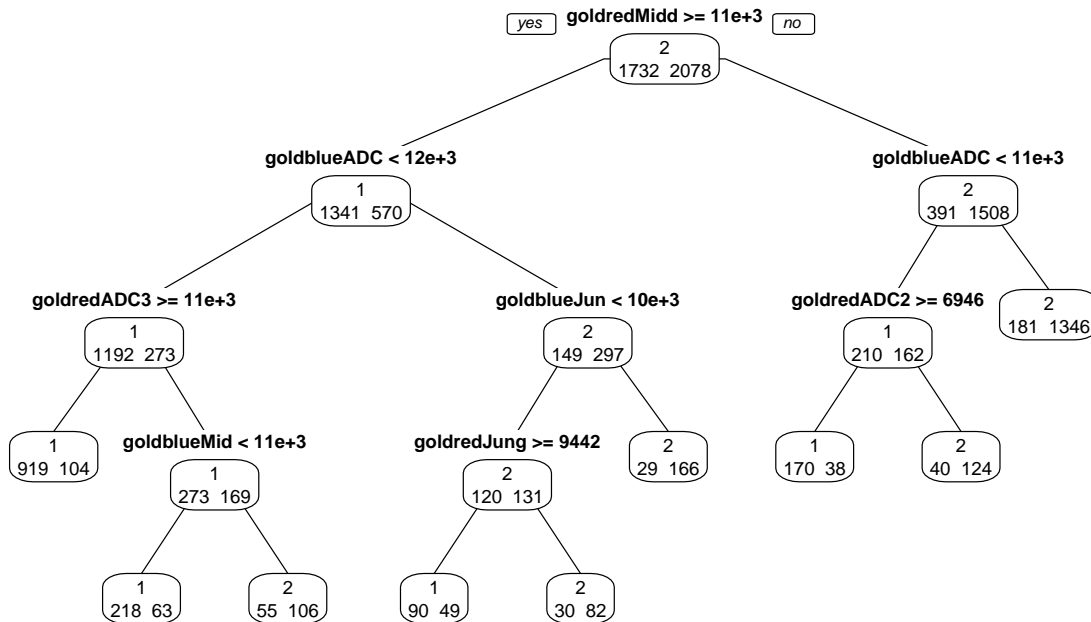 yes goldredMidd >= 11e+3 no
2
1732 2078
goldblueADC < 12e+3 goldblueADC < 11e+3
1 2
1341 570 391 1508
goldredADC3 >= 11e+3 goldblueJun < 10e+3 goldredADC2 >= 6946
1 2 1 2
1192 273 149 297 210 162 181 1346
1 goldblueMid < 11e+3 goldredJung >= 9442 2 1 2
919 104 29 166 170 38 40 124
1 2
273 169 120 131
1 2 1 2
218 63 55 106 90 49 30 82